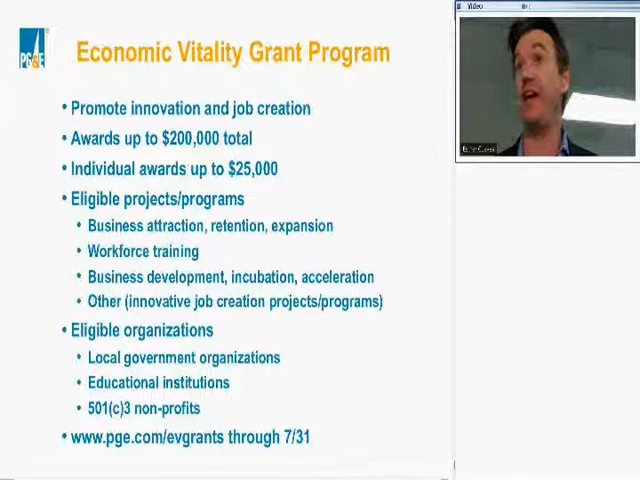 Video
PG&E
Economic Vitality Grant Program
• Promote innovation and job creation
• Awards up to $200,000 total
• Individual awards up to $25,000
• Eligible projects/programs
• Business attraction, retention, expansion
• Workforce training
• Business development, incubation, acceleration
• Other (innovative job creation projects/programs)
• Eligible organizations
• Local government organizations
• Educational institutions
• 501(c)3 non-profits
• www.pge.com/evgrants through 7/31